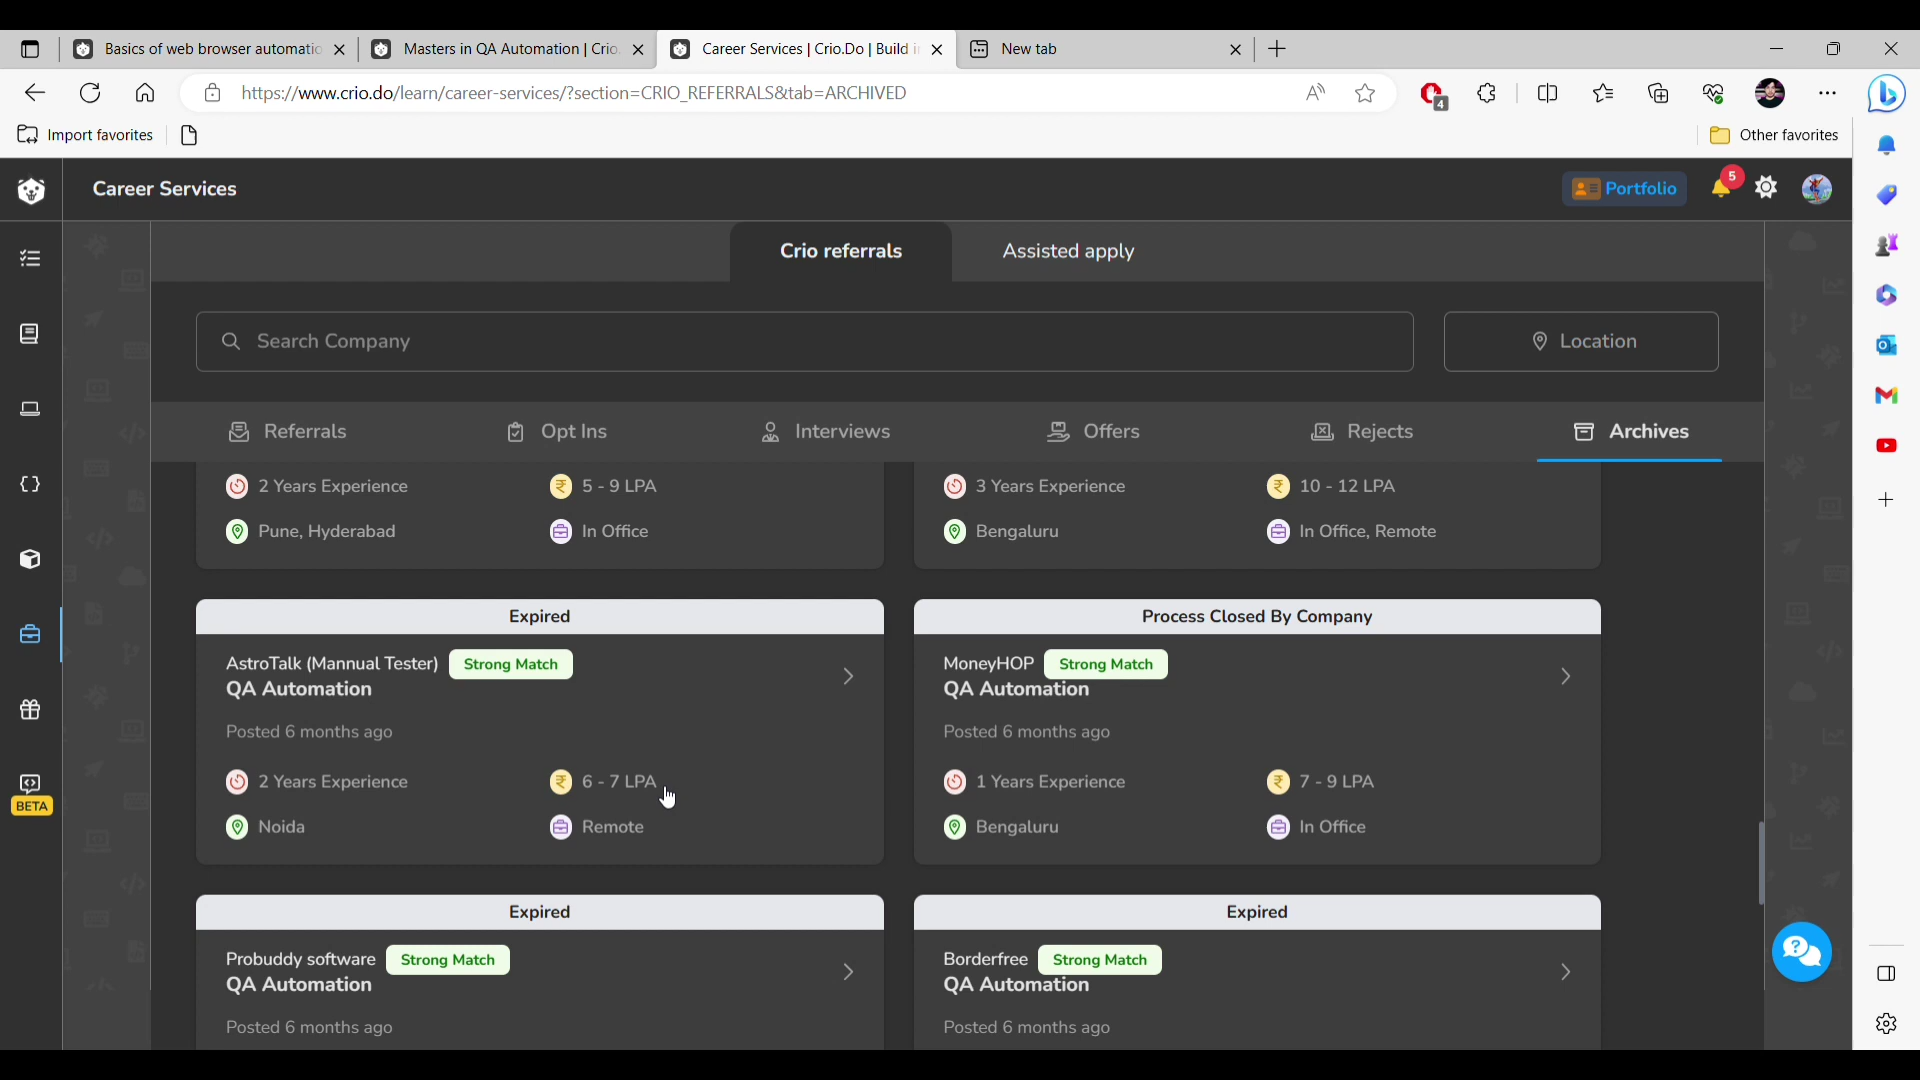 Basics of web browser automatio
Masters in QA Automation | Crio.
Career Services | Crio.Do | Build i
New tab
https://www.crio.do/learn/career-services/?section=CRIO_REFERRALS&tab=ARCHIVED
4
Import favorites
Other favorites
Career Services
Portfolio
5
Crio referrals
Assisted apply
Search Company
Location
Referrals
Opt Ins
Interviews
Offers
Rejects
Archives
2 Years Experience
5 - 9 LPA
Pune, Hyderabad
In Office
3 Years Experience
10 - 12 LPA
Bengaluru
In Office, Remote
Expired
AstroTalk (Mannual Tester)
Strong Match
QA Automation
Posted 6 months ago
2 Years Experience
6 - 7 LPA
Noida
Remote
Process Closed By Company
MoneyHOP
Strong Match
QA Automation
Posted 6 months ago
1 Years Experience
7 - 9 LPA
Bengaluru
In Office
Expired
Probuddy software
Strong Match
QA Automation
Posted 6 months ago
Expired
Borderfree
Strong Match
QA Automation
Posted 6 months ago
BETA